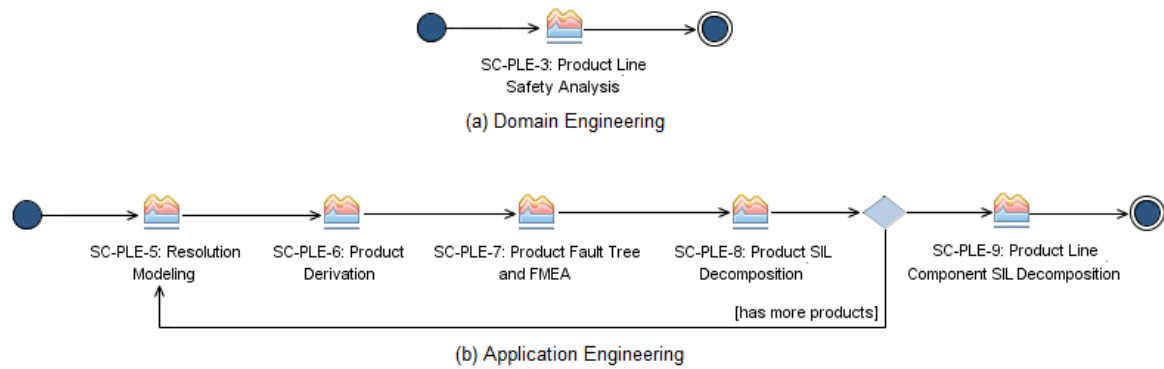 SC-PLE-3: Product Line
Safety Analysis
(a) Domain Engineering
SC-PLE-5: Resolution
Modeling
SC-PLE-6: Product
Derivation
SC-PLE-7: Product Fault Tree
and FMEA
SC-PLE-8: Product SIL
Decomposition
SC-PLE-9: Product Line
Component SIL Decomposition
[has more products]
(b) Application Engineering